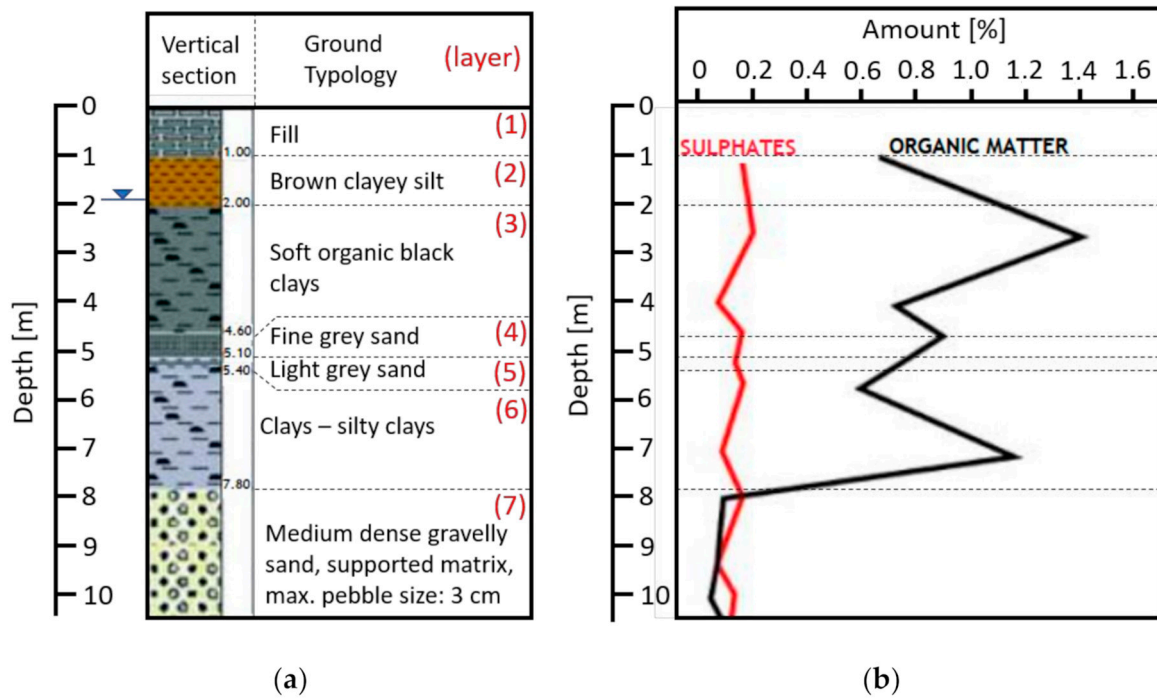 Vertical
section
Ground
Typology
(layer)
Depth [m]
0
1
2
3
4
5
6
7
8
9
10
1.00
2.00
4.60
5.10
5.40
7.80
Fill
(1)
Brown clayey silt
(2)
Soft organic black
clays
(3)
Fine grey sand
(4)
Light grey sand
(5)
Clays – silty clays
(6)
Medium dense gravelly
sand, supported matrix,
max. pebble size: 3 cm
(7)
(a)
Amount [%]
0 0.2 0.4 0.6 0.8 1.0 1.2 1.4 1.6
Depth [m]
0
1
2
3
4
5
6
7
8
9
10
SULPHATES
ORGANIC MATTER
(b)